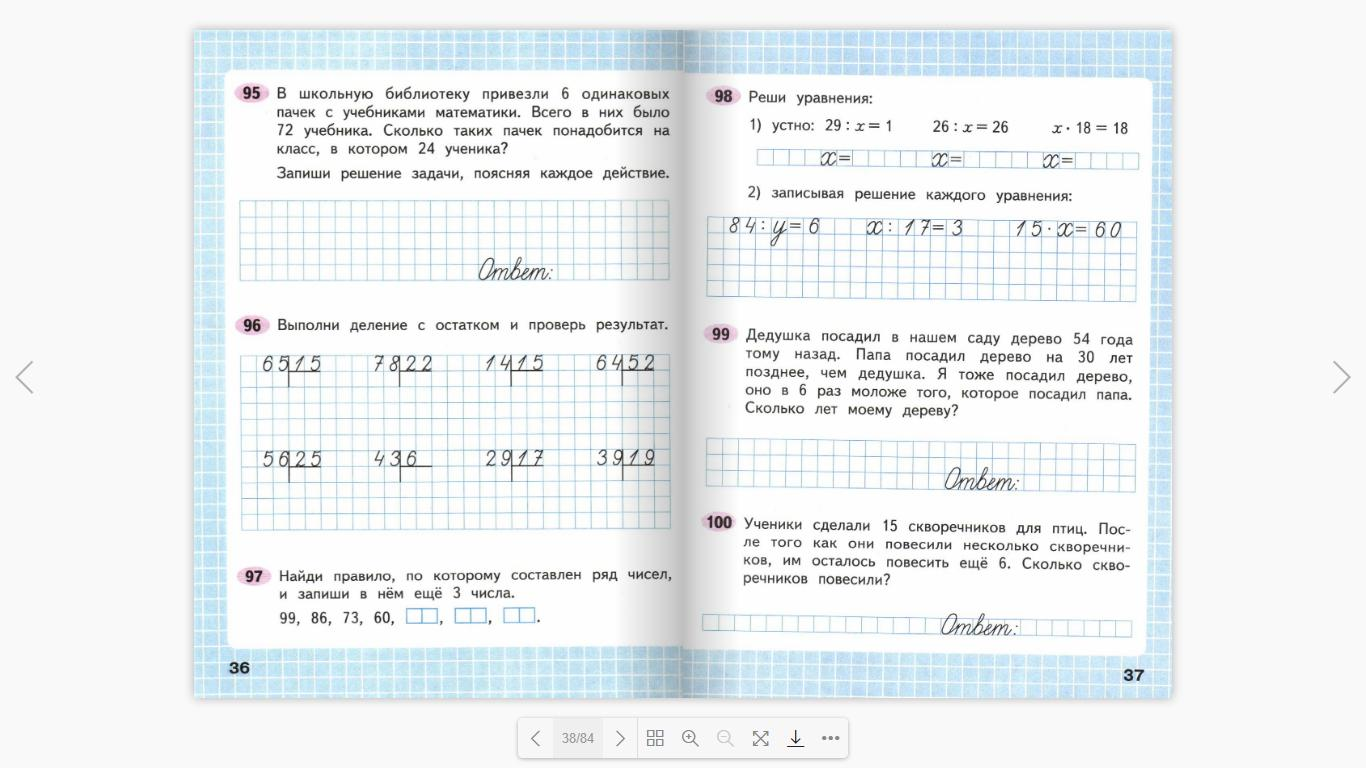 95 В школьную библиотеку привезли 6 одинаковых
пачек с учебниками математики. Всего в них было
72 учебника. Сколько таких пачек понадобится на
класс, в котором 24 ученика?
Запиши решение задачи, поясняя каждое действие.
Ответ:
96 Выполни деление с остатком и проверь результат.
65 15 78 22 14 15 64 52
56 25 43 6 29 17 39 19
97 Найди правило, по которому составлен ряд чисел,
и запиши в нём ещё 3 числа.
99, 86, 73, 60, , , .
36
98 Реши уравнения:
1) устно: 29 : x = 1 26 : x = 26 x · 18 = 18
x= x= x=
2) записывая решение каждого уравнения:
84 : y = 6 x : 17 = 3 15 · x = 60
99 Дедушка посадил в нашем саду дерево 54 года
тому назад. Папа посадил дерево на 30 лет
позднее, чем дедушка. Я тоже посадил дерево,
оно в 6 раз моложе того, которое посадил папа.
Сколько лет моему дереву?
Ответ:
100 Ученики сделали 15 скворечников для птиц. Пос-
ле того как они повесили несколько скворечни-
ков, им осталось повесить ещё 6. Сколько скво-
речников повесили?
Ответ:
37
38/84